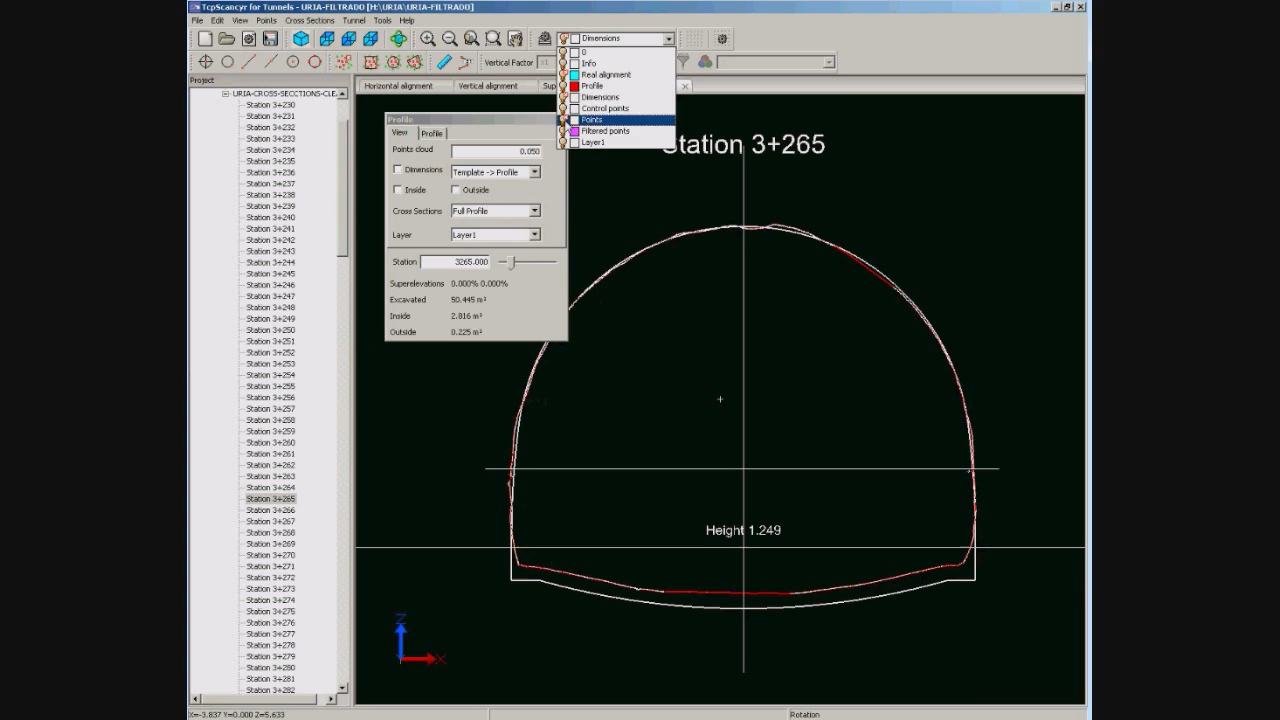 TcpScancyr for Tunnels - URIA-FILTRADO [H:\URIA\URIA-FILTRADO]
File Edit View Points Cross Sections Tunnel Tools Help
Dimensions
Vertical Factor x1
0
Info
Real alignment
Profile
Dimensions
Control points
Points
Filtered points
Layer1
Project
URIA-CROSS-SECCTIONS-CLE
Station 3+230
Station 3+231
Station 3+232
Station 3+233
Station 3+234
Station 3+235
Station 3+236
Station 3+237
Station 3+238
Station 3+239
Station 3+240
Station 3+241
Station 3+242
Station 3+243
Station 3+244
Station 3+245
Station 3+246
Station 3+247
Station 3+248
Station 3+249
Station 3+250
Station 3+251
Station 3+252
Station 3+253
Station 3+254
Station 3+255
Station 3+256
Station 3+257
Station 3+258
Station 3+259
Station 3+260
Station 3+261
Station 3+262
Station 3+263
Station 3+264
Station 3+265
Station 3+266
Station 3+267
Station 3+268
Station 3+269
Station 3+270
Station 3+271
Station 3+272
Station 3+273
Station 3+274
Station 3+275
Station 3+276
Station 3+277
Station 3+278
Station 3+279
Station 3+280
Station 3+281
Station 3+282
Horizontal alignment Vertical alignment Sup
Profile
View Profile
Points cloud 0.050
Dimensions Template -> Profile
Inside Outside
Cross Sections Full Profile
Layer Layer1
Station 3265.000
Superelevations 0.000% 0.000%
Excavated 50.445 m²
Inside 2.816 m²
Outside 0.225 m²
Station 3+265
Height 1.249
Z
X
X=-3.837 Y=0.000 Z=5.633
Rotation